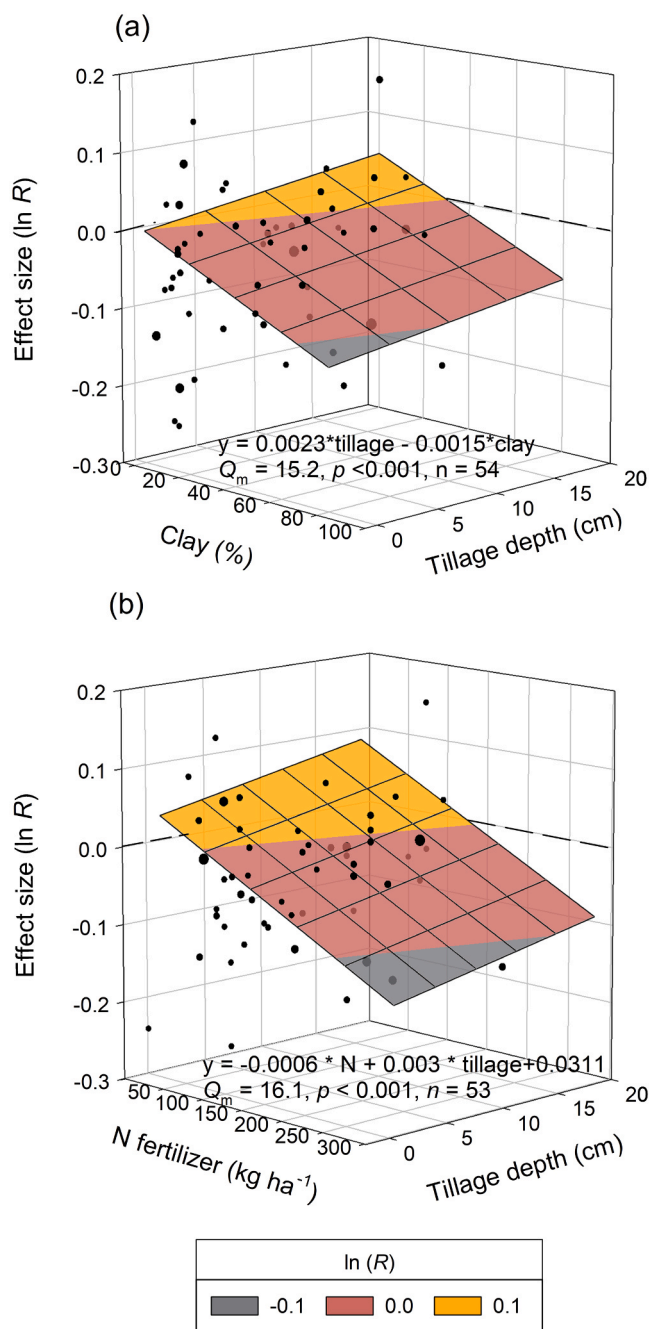 (a)
Effect size (ln R)
0.2
0.1
0.0
-0.1
-0.2
-0.3
0
20
40
60
80
100
Clay (%)
0
5
10
15
20
Tillage depth (cm)
y = 0.0023*tillage - 0.0015*clay
Qm = 15.2, p <0.001, n = 54
(b)
Effect size (ln R)
0.2
0.1
0.0
-0.1
-0.2
-0.3
50
100
150
200
250
300
N fertilizer (kg ha-1)
0
5
10
15
20
Tillage depth (cm)
y = -0.0006 * N + 0.003 * tillage+0.0311
Qm = 16.1, p < 0.001, n = 53
ln (R)
-0.1 0.0 0.1